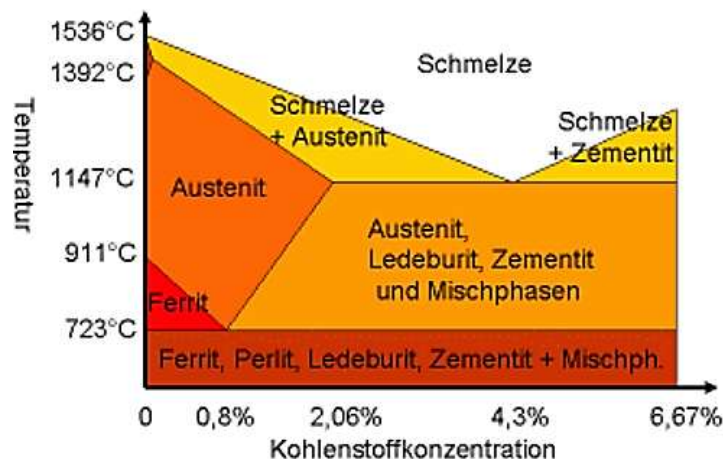 1536°C
1392°C
1147°C
911°C
723°C
Temperatur
Schmelze
Schmelze
+ Austenit
Schmelze
+ Zementit
Austenit
Austenit,
Ledeburit, Zementit
und Mischphasen
Ferrit
Ferrit, Perlit, Ledeburit, Zementit + Mischph.
0
0,8%
2,06%
4,3%
6,67%
Kohlenstoffkonzentration